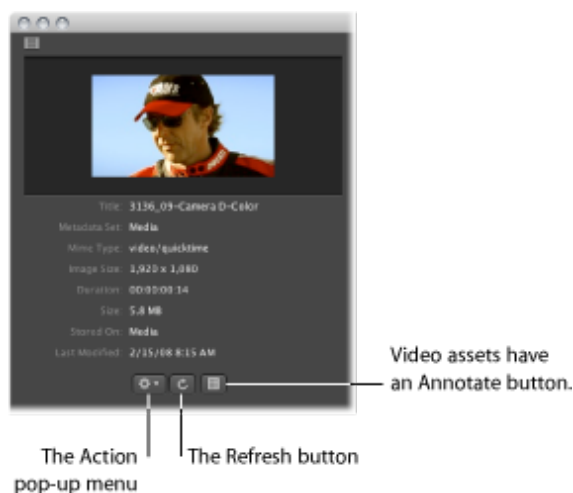 Title: 3136_09-Camera D-Color
Metadata Set: Media
Mime Type: video/quicktime
Image Size: 1,920 x 1,080
Duration: 00:00:00:14
Size: 5.8 MB
Stored On: Media
Last Modified: 2/15/08 8:15 AM
Video assets have
an Annotate button.
The Action
pop-up menu
The Refresh button